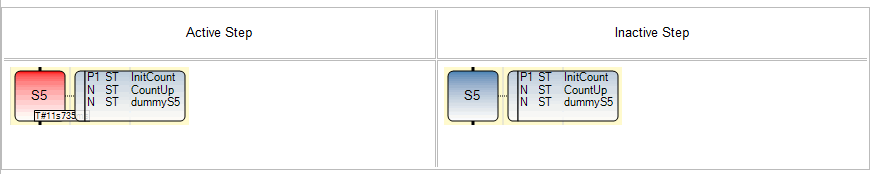 Active Step
Inactive Step
S5
P1 ST InitCount
N ST CountUp
N ST dummyS5
T#11s735
S5
P1 ST InitCount
N ST CountUp
N ST dummyS5